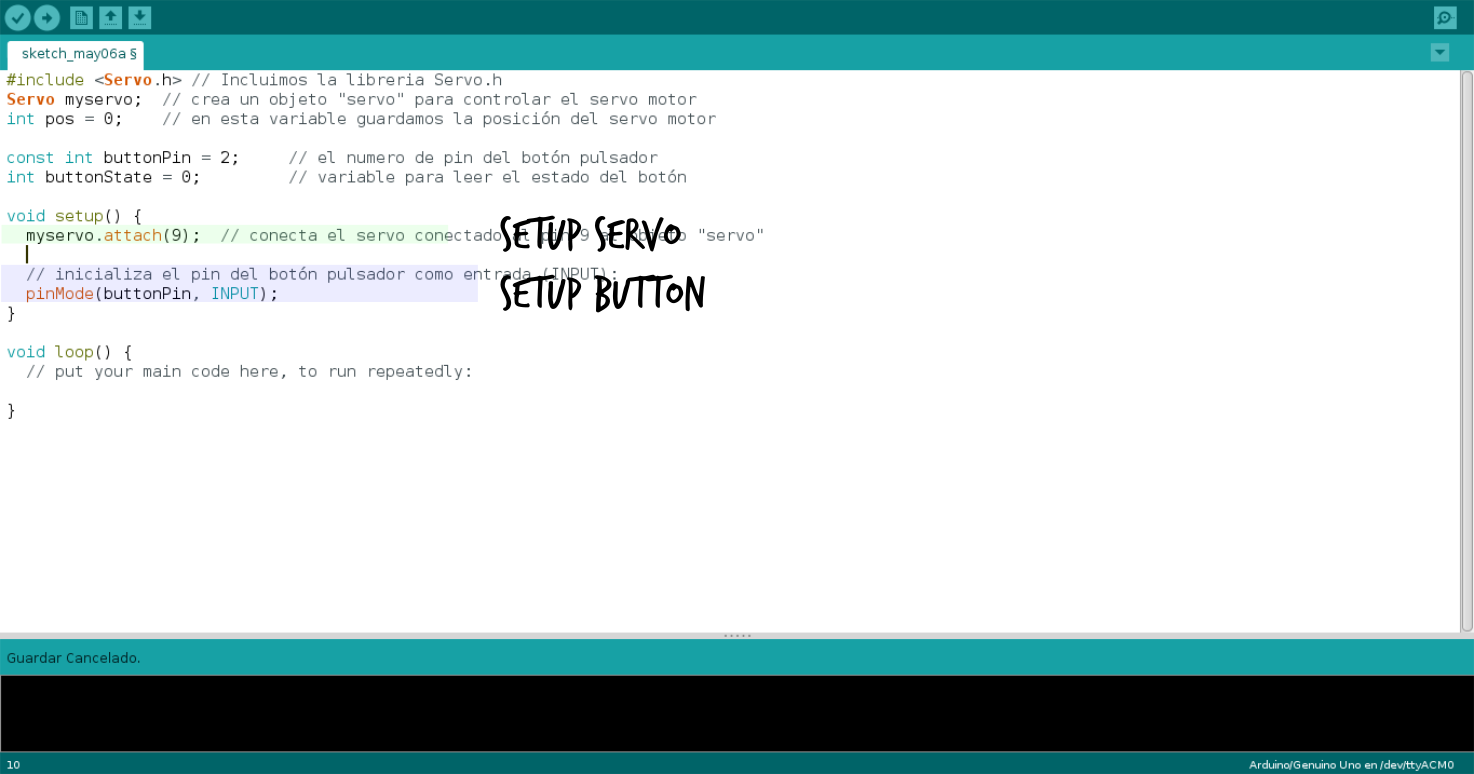 sketch_may06a §
#include <Servo.h> // Incluimos la libreria Servo.h
Servo myservo;  // crea un objeto "servo" para controlar el servo motor
int pos = 0;    // en esta variable guardamos la posición del servo motor
const int buttonPin = 2;     // el numero de pin del botón pulsador
int buttonState = 0;         // variable para leer el estado del botón
void setup() {
  myservo.attach(9);  // conecta el servo conectado al pin 9 al objeto "servo"
SETUP SERVO
  // inicializa el pin del botón pulsador como entrada (INPUT):
  pinMode(buttonPin, INPUT);
SETUP BUTTON
}
void loop() {
  // put your main code here, to run repeatedly:
}
Guardar Cancelado.
10
Arduino/Genuino Uno en /dev/ttyACM0